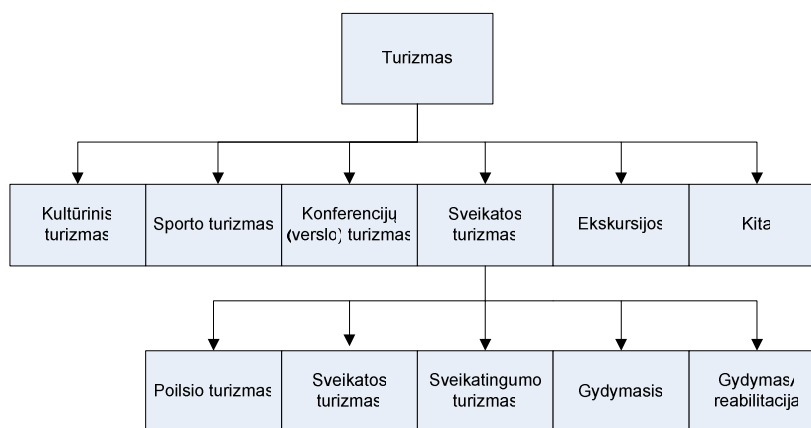 Turizmas
Kultūrinis
turizmas
Sporto turizmas
Konferencijų
(verslo) turizmas
Sveikatos
turizmas
Ekskursijos
Kita
Poilsio turizmas
Sveikatos
turizmas
Sveikatingumo
turizmas
Gydymasis
Gydymas/
reabilitacija